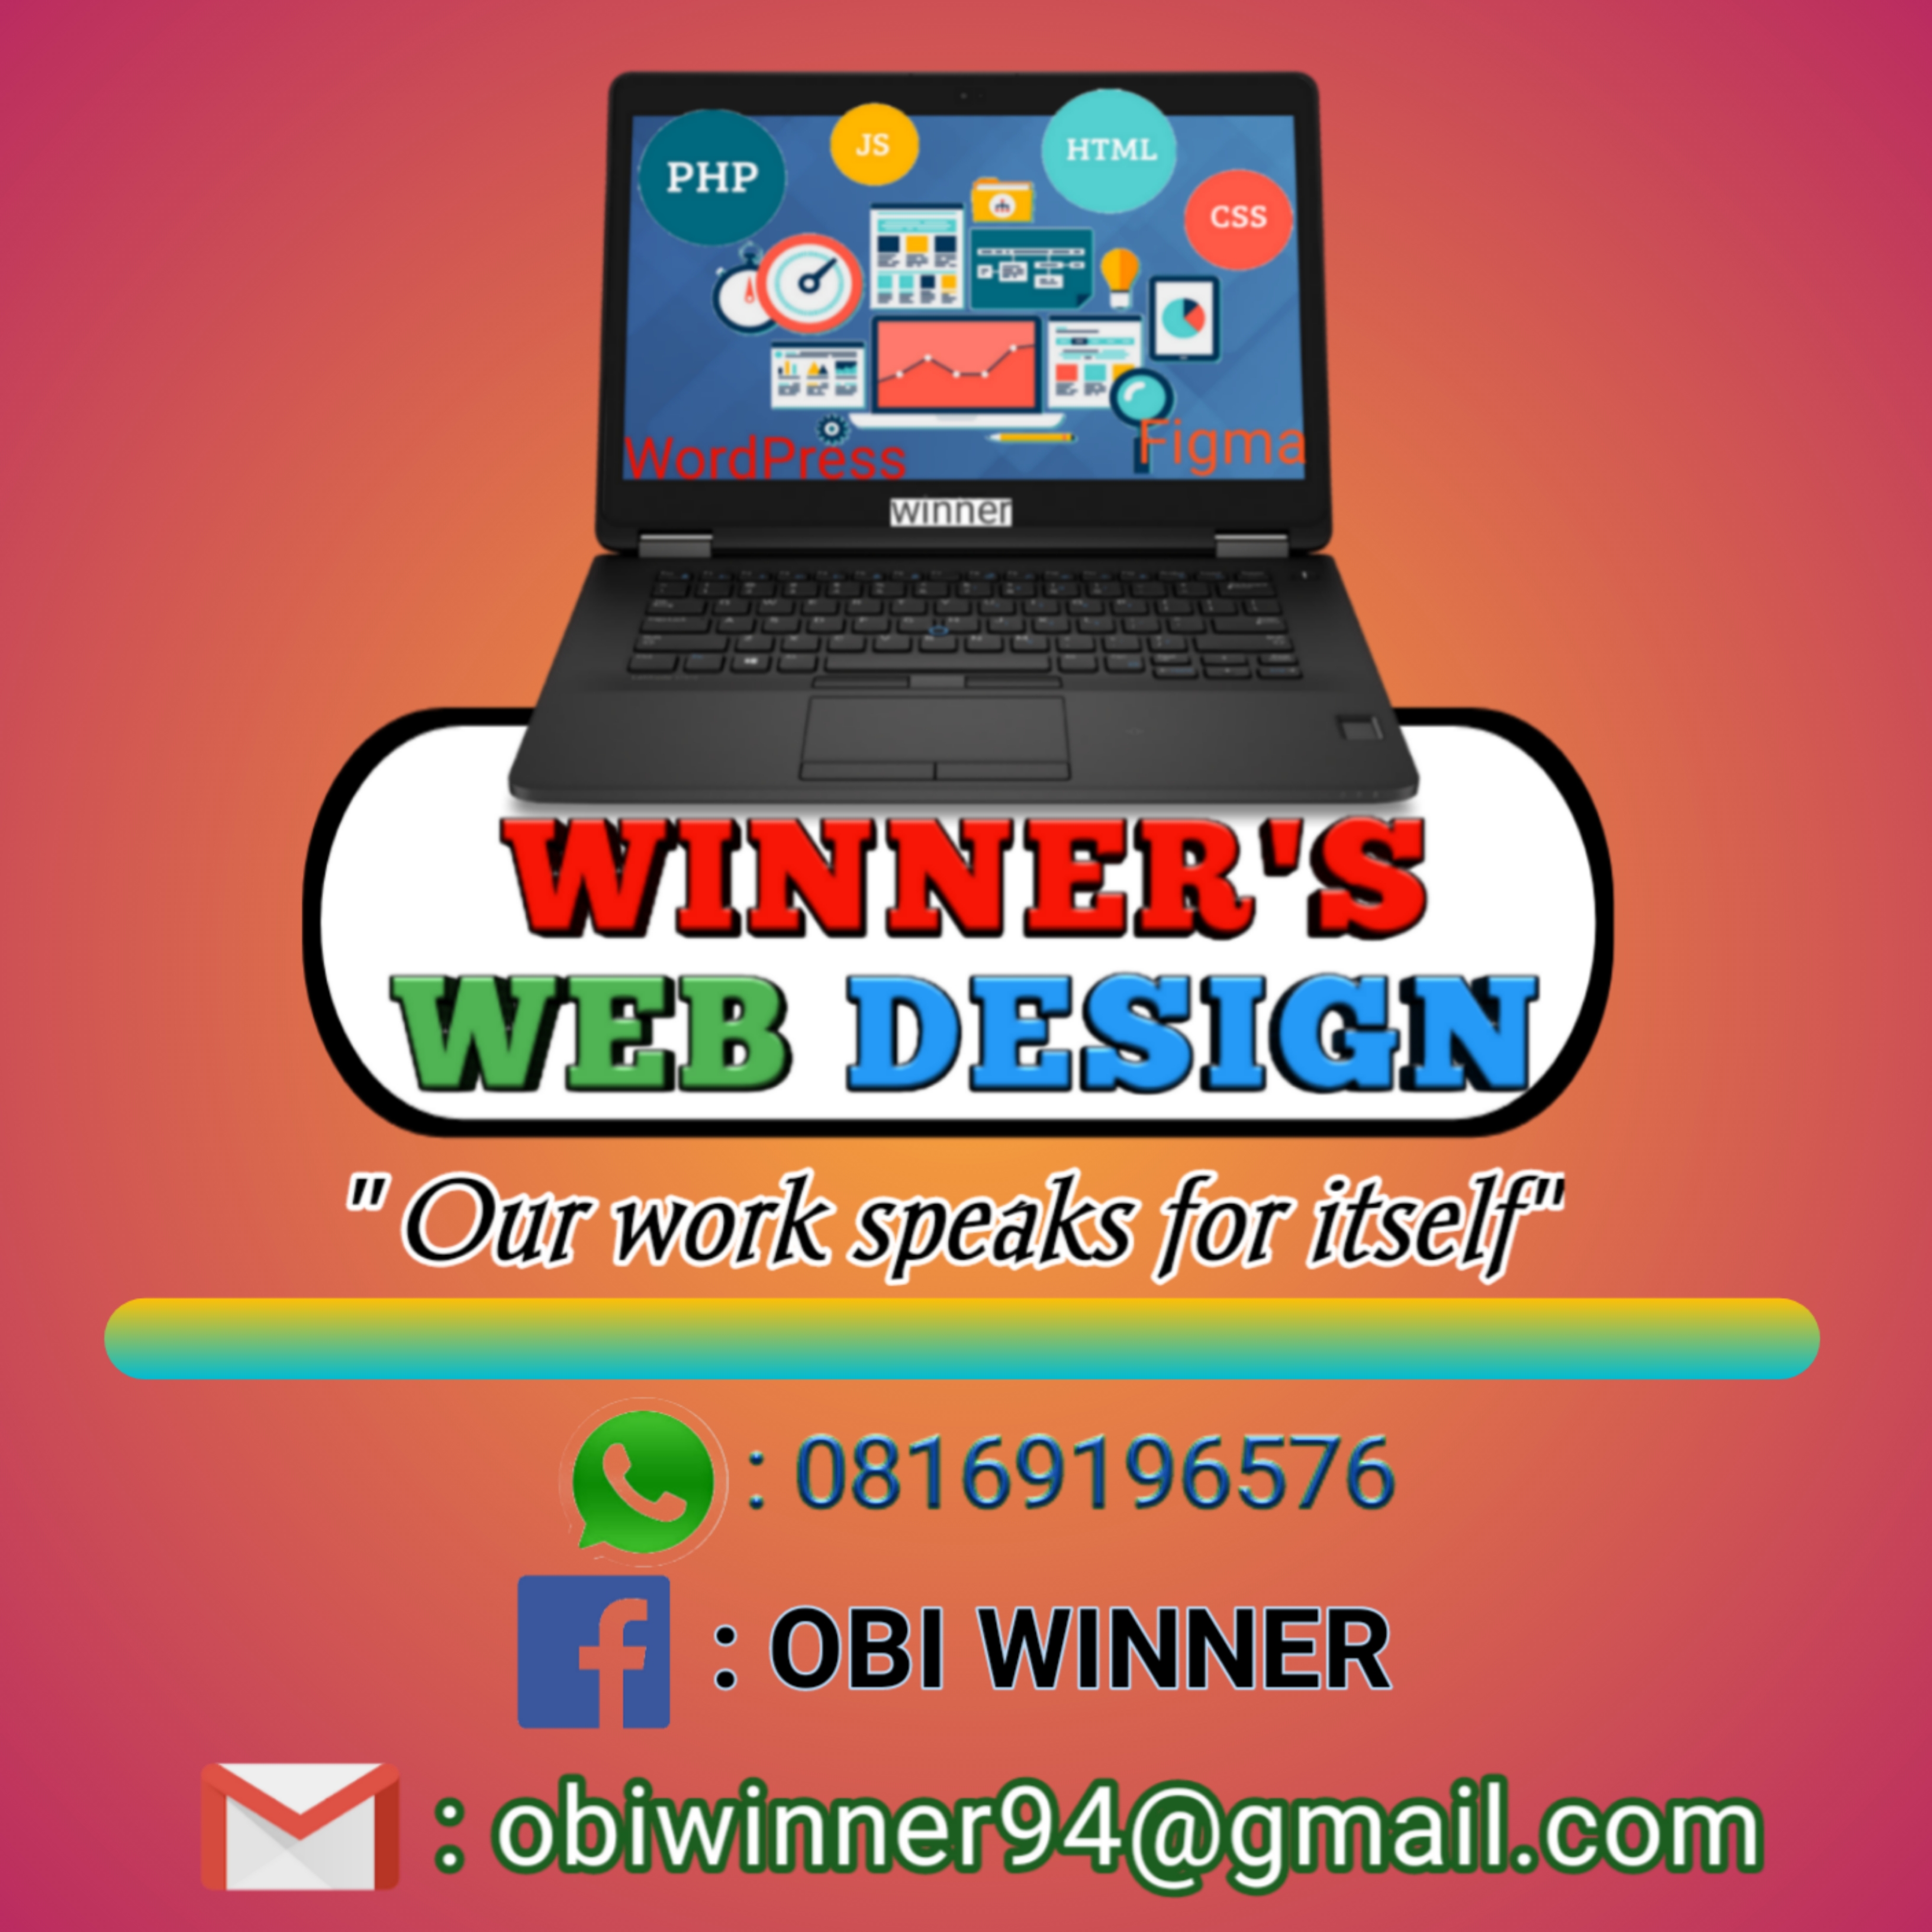 PHP
JS
HTML
CSS
WordPress
Figma
winner
WINNER'S
WEB DESIGN
" Our work speaks for itself"
: 08169196576
: OBI WINNER
: obiwinner94@gmail.com